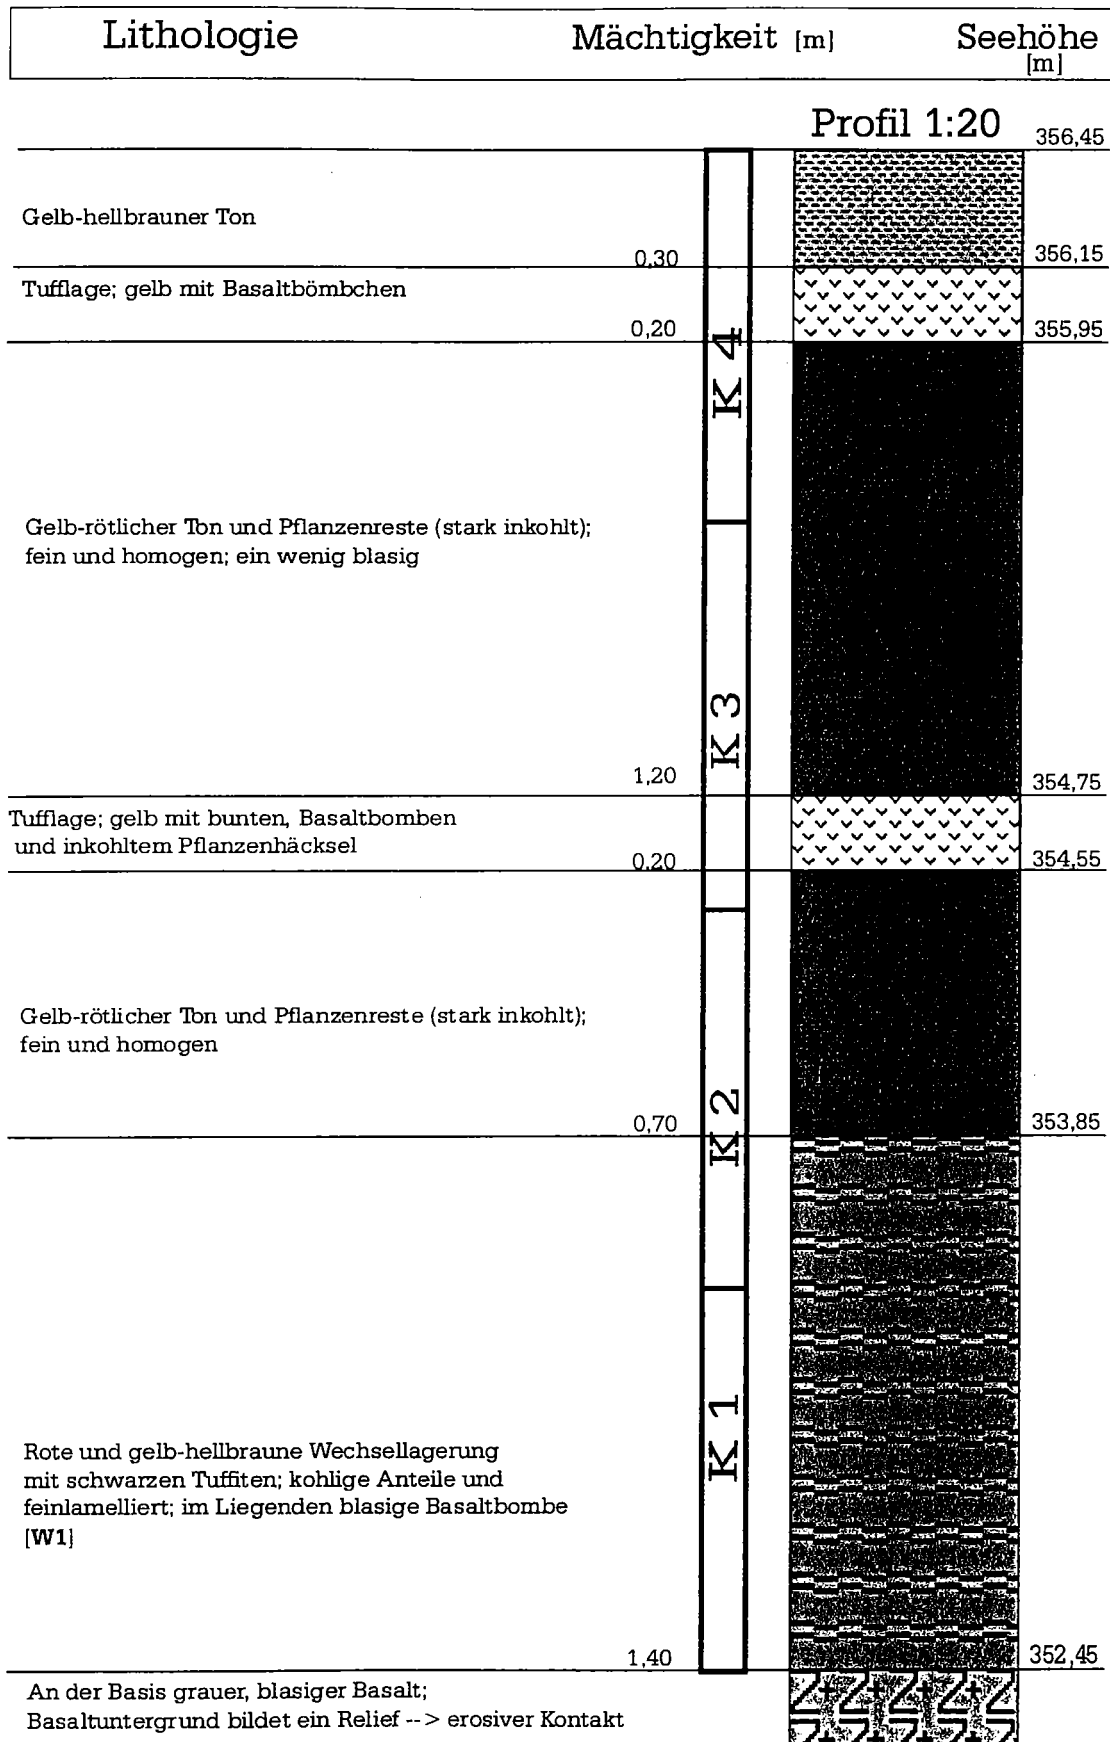 Lithologie Mächtigkeit [m] Seehöhe
[m]
Profil 1:20
356,45
Gelb-hellbrauner Ton
0,30 356,15
Tufflage; gelb mit Basaltbömbchen
0,20 355,95
K 4
Gelb-rötlicher Ton und Pflanzenreste (stark inkohlt);
fein und homogen; ein wenig blasig
K 3
1,20 354,75
Tufflage; gelb mit bunten, Basaltbomben
und inkohltem Pflanzenhäcksel
0,20 354,55
Gelb-rötlicher Ton und Pflanzenreste (stark inkohlt);
fein und homogen
K 2
0,70 353,85
K 1
Rote und gelb-hellbraune Wechsellagerung
mit schwarzen Tuffiten; kohlige Anteile und
feinlamelliert; im Liegenden blasige Basaltbombe
[W1]
1,40 352,45
An der Basis grauer, blasiger Basalt;
Basaltuntergrund bildet ein Relief --> erosiver Kontakt